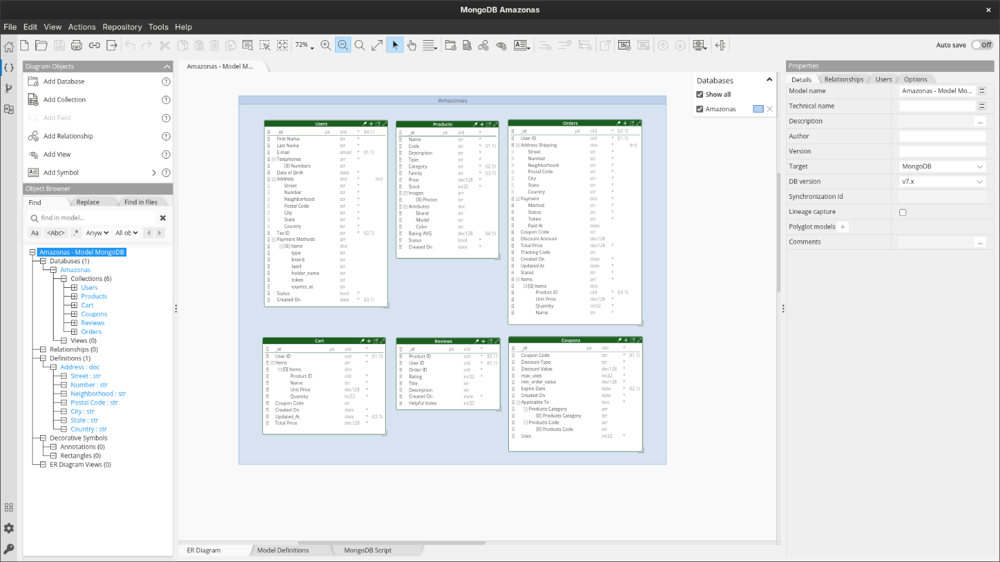 MongoDB Amazonas
File Edit View Actions Repository Tools Help
72%
Auto save Off
Diagram Objects
Add Database
Add Collection
Add Field
Add Relationship
Add View
Add Symbol
Object Browser
Find Replace Find in files
find in model...
Aa <Abc> .* Anyw All ob
Amazonas - Model MongoDB
Databases (1)
Amazonas
Collections (6)
Users
Products
Cart
Coupons
Reviews
Orders
Views (0)
Relationships (0)
Definitions (1)
Address : doc
Street : str
Number : str
Neighborhood : str
Postal Code : str
City : str
State : str
Country : str
Decorative Symbols
Annotations (0)
Rectangles (0)
ER Diagram Views (0)
Amazonas - Model M...
Amazonas
Users
_id pk oId * (I4.1)
First Name str *
Last Name str *
E-mail email * (I1.1)
Telephones arr *
[0] Numbers str
Date of Birth date *
Address doc * (m)
Street str *
Number str *
Neighborhood str *
Postal Code str *
City str *
State str *
Country str *
Tax ID str * (I2.1)
Payment Methods arr *
[0] Items doc
type str *
brand str *
last4 str *
holder_name str *
token str *
expires_at str *
Status bool *
Created On date * (I3.1)
Products
_id pk oId *
Name str *
Code str * (I1.1)
Description str *
Type str *
Category str * (I2.1)
Family str * (I3.1)
Price dec128 *
Stock int32 *
Images arr
[0] Photos str
Attributes doc
Brand str
Model str
Color str
Rating AVG dec128 (I4.1)
Status bool *
Created On date *
Orders
_id pk oId * (I2.1)
User ID oId * (I1.1)
Address Shipping doc * (m)
Street str *
Number str *
Neighborhood str *
Postal Code str *
City str *
State str *
Country str *
Payment doc *
Method str *
Status str *
Token str *
Paid At date
Coupon Code str
Discount Amount dec128
Total Price dec128 *
Tracking Code str
Created On date *
Updated At date *
Status str *
Items arr *
[0] Items doc
Product ID oId * (I3.1)
Unit Price dec128 *
Quantity int32 *
Name str *
Cart
_id pk oId *
User ID oId * (I1.1)
Items arr *
[0] Items doc
Product ID oId *
Name str *
Unit Price dec128 *
Quantity int32 *
Coupon Code str
Created On date *
Updated_At date * (I2.1)
Total Price dec128 *
Reviews
_id pk oId *
Product ID oId * (I2.1)
User ID oId * (I1.1)
Order ID oId *
Rating int32 *
Title str
Description str
Created On date *
Helpful Votes int32
Coupons
_id pk oId *
Coupon Code str * (I1.1)
Discount Type str *
Discount Value dec128 *
max_uses int32 *
min_order_value dec128 *
Expire Date date * (I2.1)
Created On date *
Applicable To doc *
Products Category arr
[0] Products Category str
Products Code arr
[0] Products Code str
Uses int32 *
Databases
Show all
Amazonas
ER Diagram Model Definitions MongoDB Script
Properties
Details Relationships Users Options
Model name Amazonas - Model Mo...
Technical name
Description ...
Author
Version
Target MongoDB
DB version v7.x
Synchronization Id
Lineage capture
Polyglot models +
Comments ...